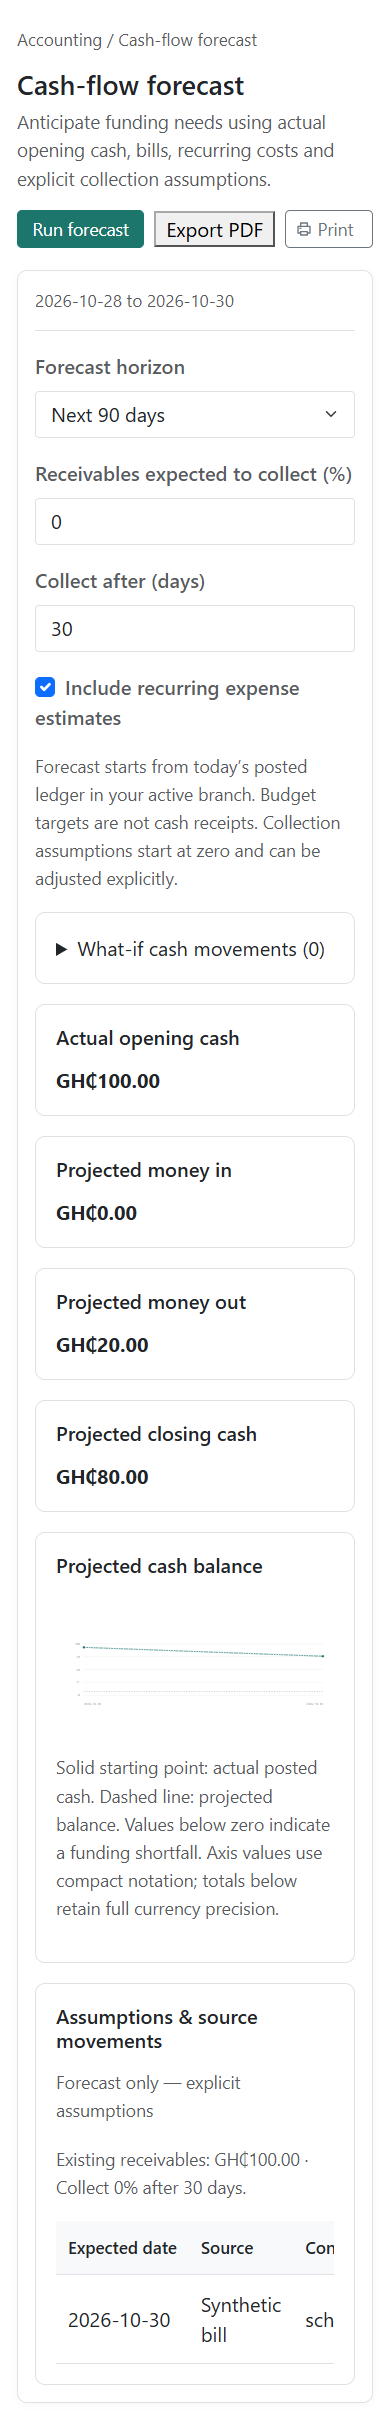 Accounting / Cash-flow forecast
Cash-flow forecast
Anticipate funding needs using actual
opening cash, bills, recurring costs and
explicit collection assumptions.
Run forecast
Export PDF
Print
2026-10-28 to 2026-10-30
Forecast horizon
Next 90 days
Receivables expected to collect (%)
0
Collect after (days)
30
Include recurring expense
estimates
Forecast starts from today’s posted
ledger in your active branch. Budget
targets are not cash receipts. Collection
assumptions start at zero and can be
adjusted explicitly.
What-if cash movements (0)
Actual opening cash
GH₵100.00
Projected money in
GH₵0.00
Projected money out
GH₵20.00
Projected closing cash
GH₵80.00
Projected cash balance
Solid starting point: actual posted
cash. Dashed line: projected
balance. Values below zero indicate
a funding shortfall. Axis values use
compact notation; totals below
retain full currency precision.
Assumptions & source
movements
Forecast only — explicit
assumptions
Existing receivables: GH₵100.00 ·
Collect 0% after 30 days.
Expected date Source Con
2026-10-30 Synthetic sch
bill